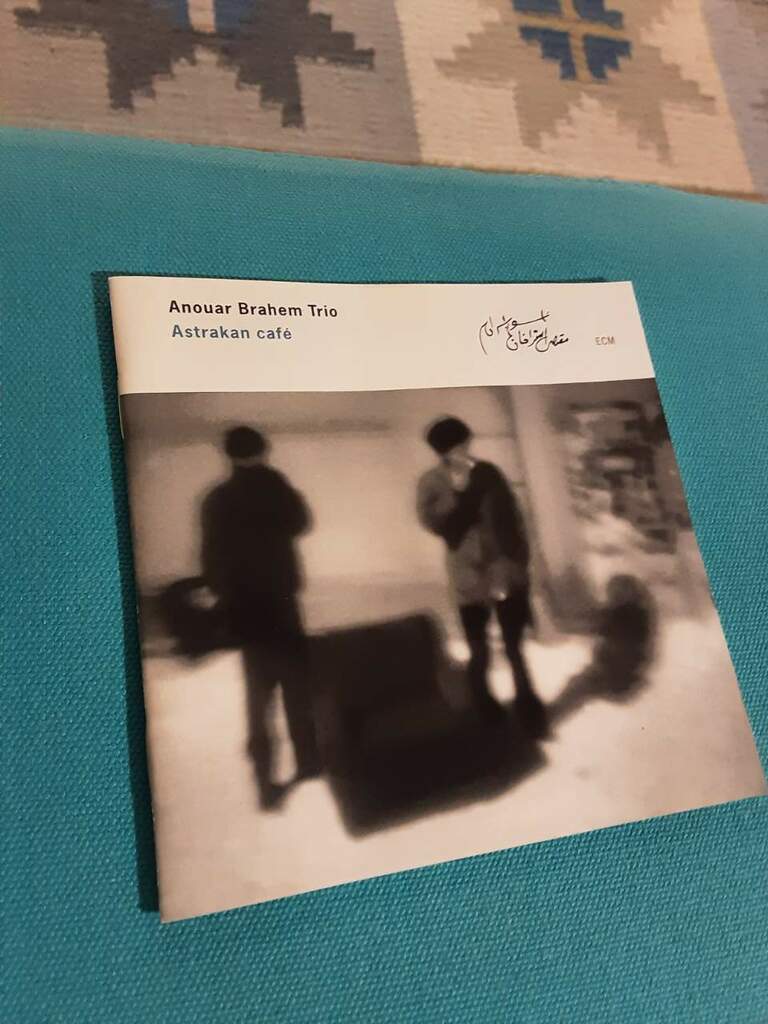 Anouar Brahem Trio
Astrakan café
ECM